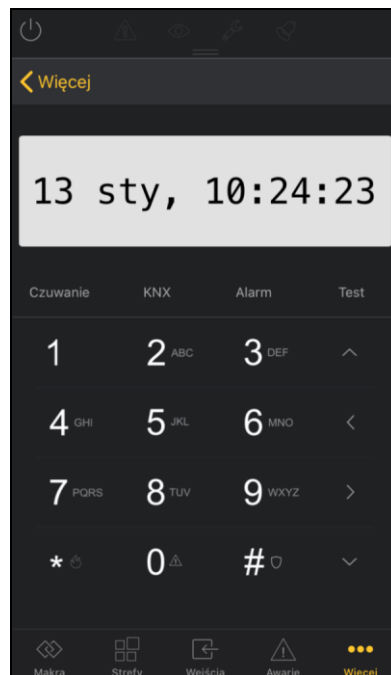 Więcej
13 sty, 10:24:23
Czuwanie KNX Alarm Test
1 2 ABC 3 DEF
4 GHI 5 JKL 6 MNO
7 PQRS 8 TUV 9 WXYZ
* 0 #
Makra Strefy Wejścia Awarie Więcej